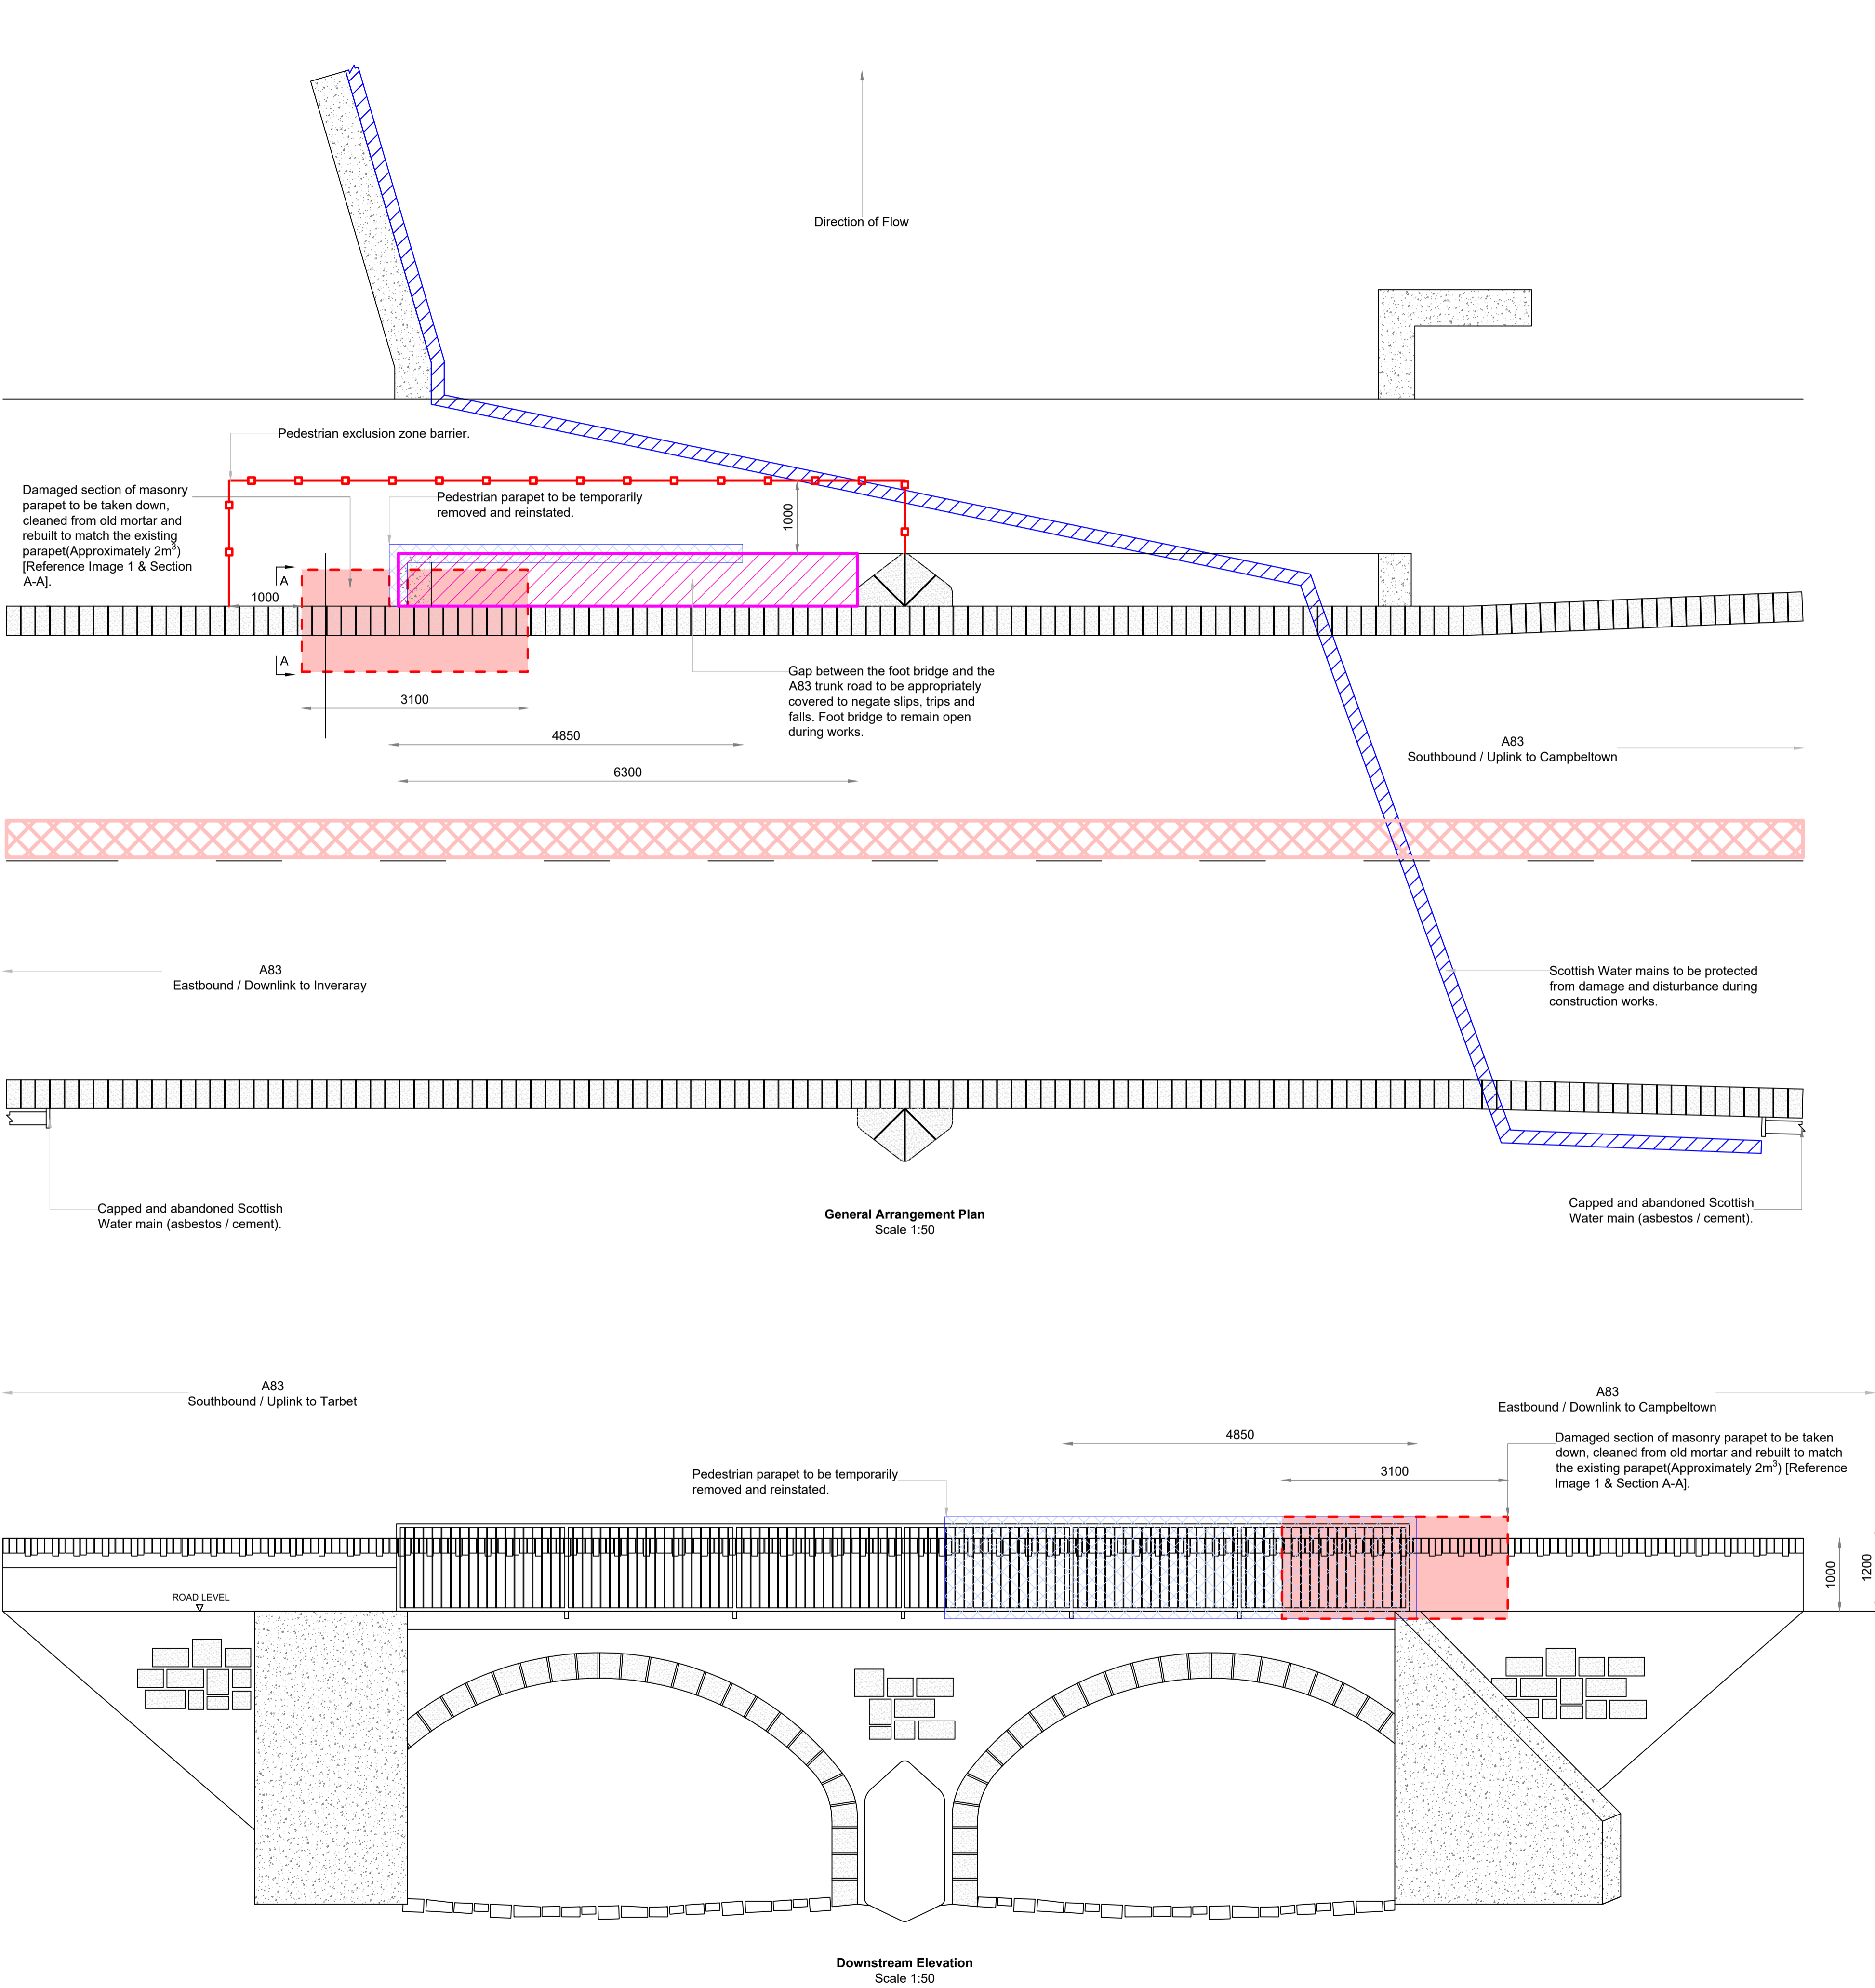 Direction of Flow
Pedestrian exclusion zone barrier.
Damaged section of masonry
parapet to be taken down,
cleaned from old mortar and
rebuilt to match the existing
parapet(Approximately 2m³)
[Reference Image 1 & Section
A-A].
Pedestrian parapet to be temporarily
removed and reinstated.
1000
A
1000
A
Gap between the foot bridge and the
A83 trunk road to be appropriately
covered to negate slips, trips and
falls. Foot bridge to remain open
during works.
3100
4850
6300
A83
Southbound / Uplink to Campbeltown
A83
Eastbound / Downlink to Inveraray
Scottish Water mains to be protected
from damage and disturbance during
construction works.
Capped and abandoned Scottish
Water main (asbestos / cement).
Capped and abandoned Scottish
Water main (asbestos / cement).
General Arrangement Plan
Scale 1:50
A83
Southbound / Uplink to Tarbet
A83
Eastbound / Downlink to Campbeltown
4850
Damaged section of masonry parapet to be taken
down, cleaned from old mortar and rebuilt to match
the existing parapet(Approximately 2m³) [Reference
Image 1 & Section A-A].
3100
Pedestrian parapet to be temporarily
removed and reinstated.
1000
1200
ROAD LEVEL
Downstream Elevation
Scale 1:50